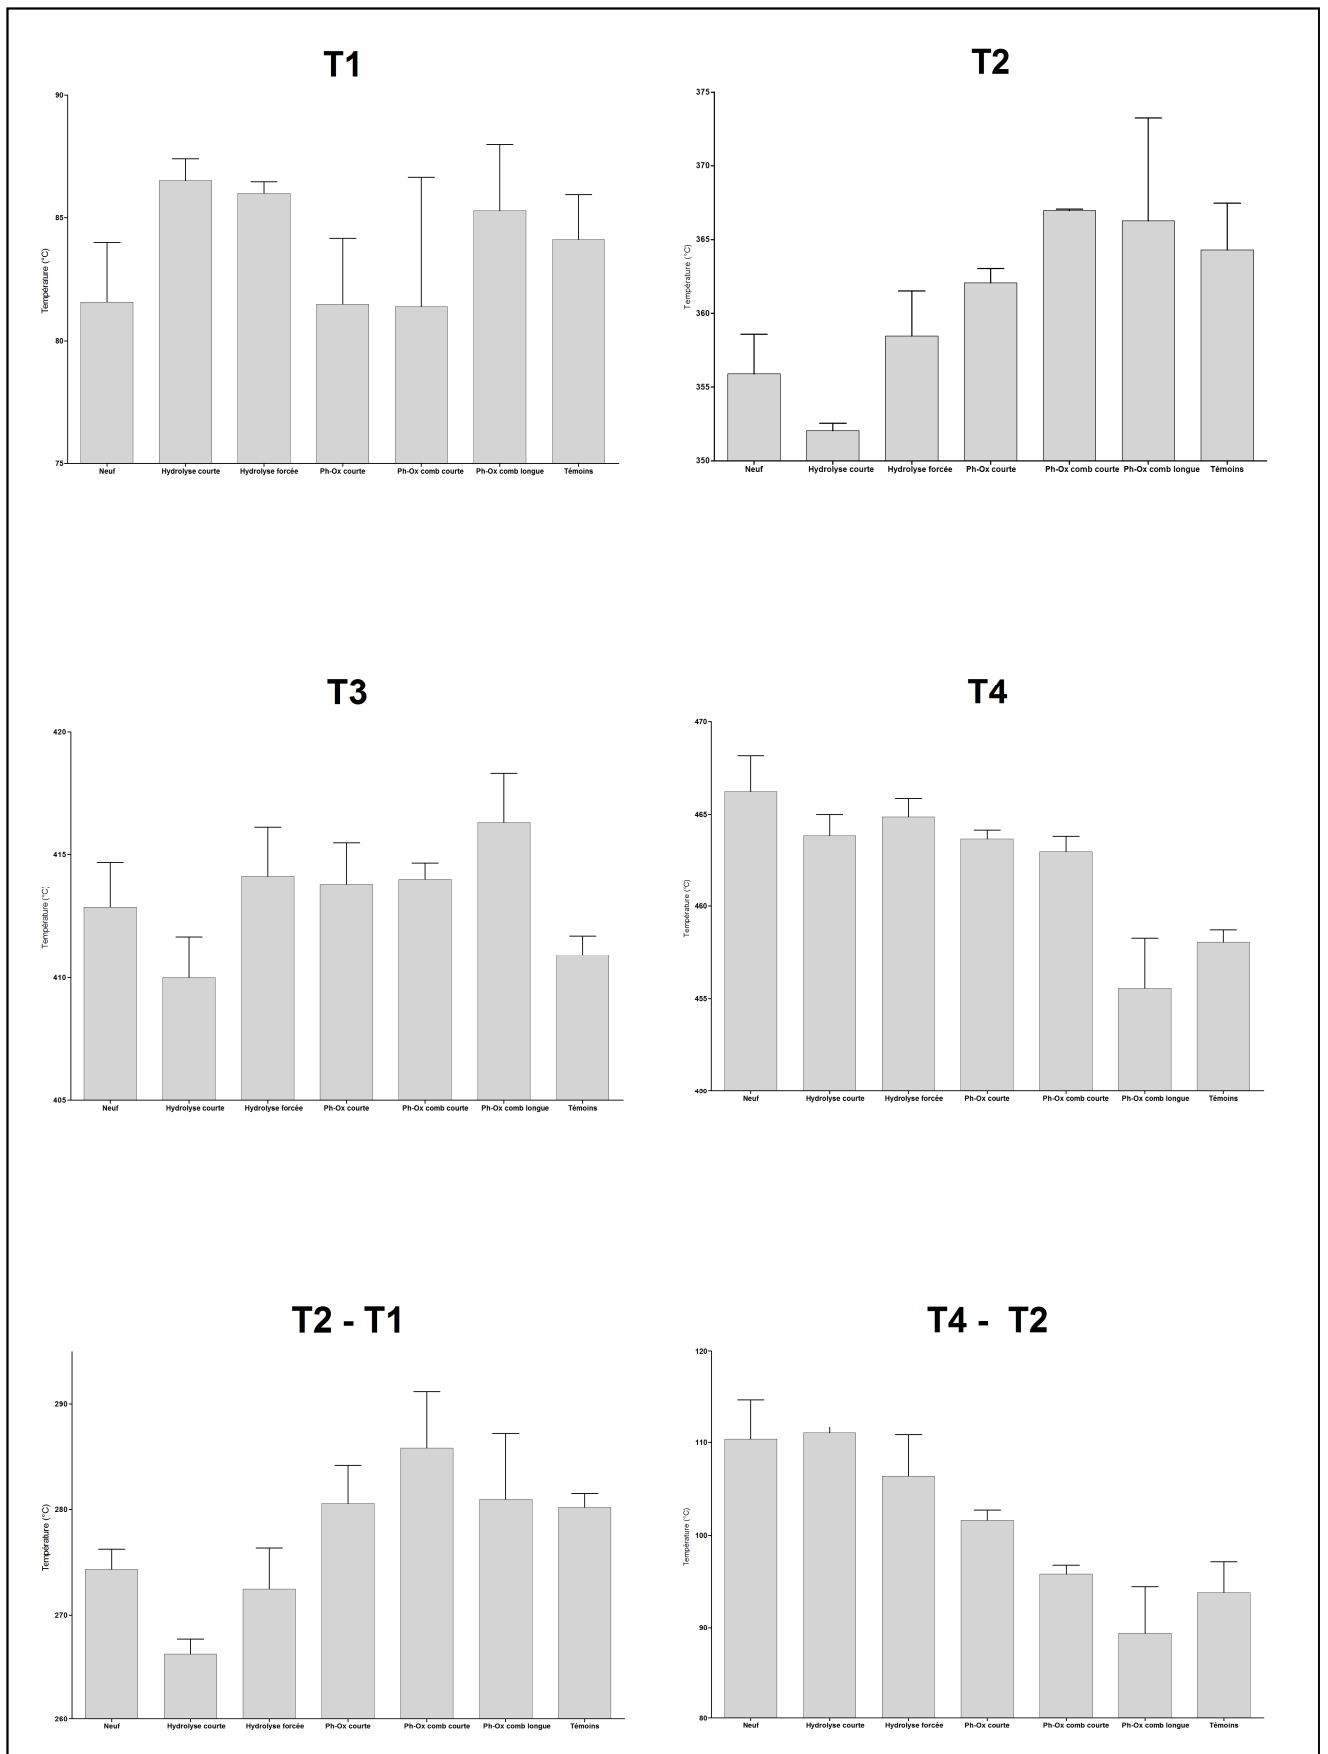 T1
90
85
80
75
Température (°C)
Neuf Hydrolyse courte Hydrolyse forcée Ph-Ox courte Ph-Ox comb courte Ph-Ox comb longue Témoins
T2
375
370
365
360
355
350
Température (°C)
Neuf Hydrolyse courte Hydrolyse forcée Ph-Ox courte Ph-Ox comb courte Ph-Ox comb longue Témoins
T3
420
415
410
405
Température (°C;
Neuf Hydrolyse courte Hydrolyse forcée Ph-Ox courte Ph-Ox comb courte Ph-Ox comb longue Témoins
T4
470
465
460
455
450
Température (°C)
Neuf Hydrolyse courte Hydrolyse forcée Ph-Ox courte Ph-Ox comb courte Ph-Ox comb longue Témoins
T2 - T1
290
280
270
260
Température (°C)
Neuf Hydrolyse courte Hydrolyse forcée Ph-Ox courte Ph-Ox comb courte Ph-Ox comb longue Témoins
T4 - T2
120
110
100
90
80
Température (°C)
Neuf Hydrolyse courte Hydrolyse forcée Ph-Ox courte Ph-Ox comb courte Ph-Ox comb longue Témoins